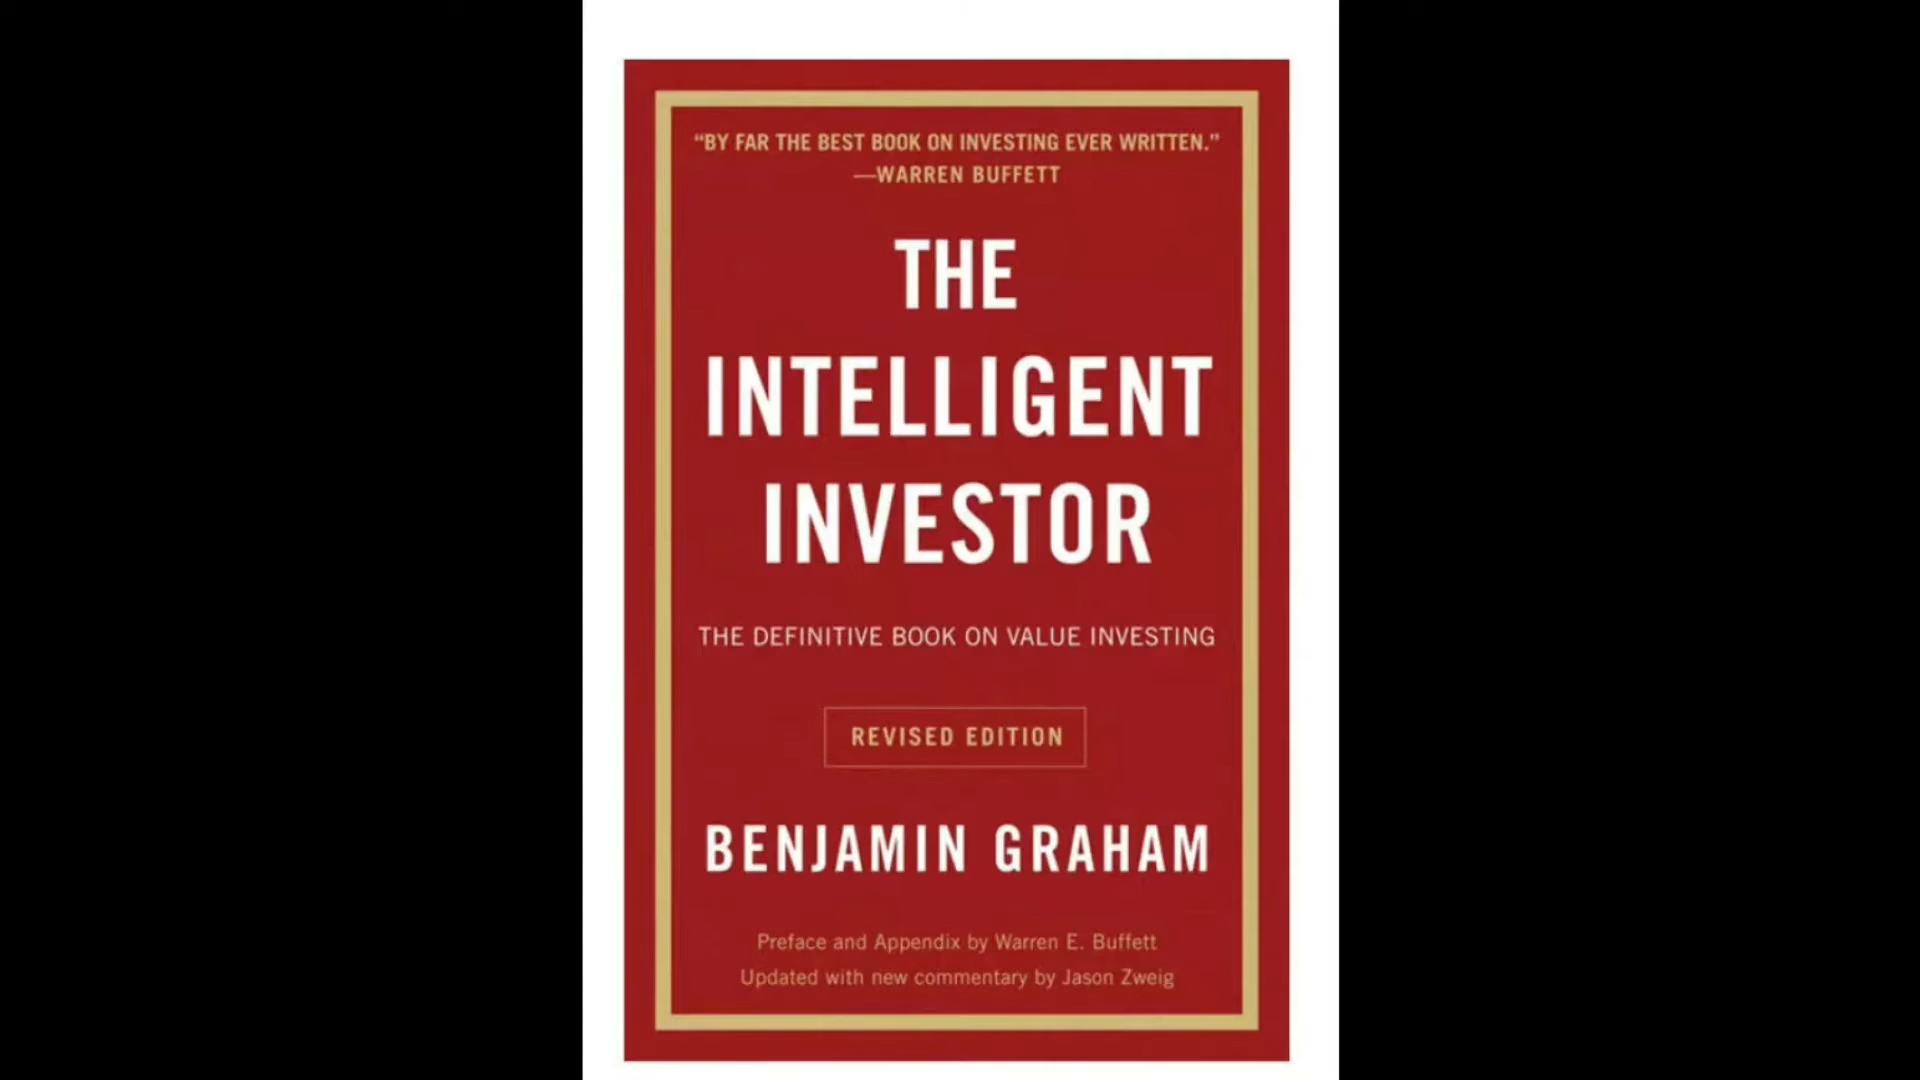 “BY FAR THE BEST BOOK ON INVESTING EVER WRITTEN.”
—WARREN BUFFETT
THE
INTELLIGENT
INVESTOR
THE DEFINITIVE BOOK ON VALUE INVESTING
REVISED EDITION
BENJAMIN GRAHAM
Preface and Appendix by Warren E. Buffett
Updated with new commentary by Jason Zweig